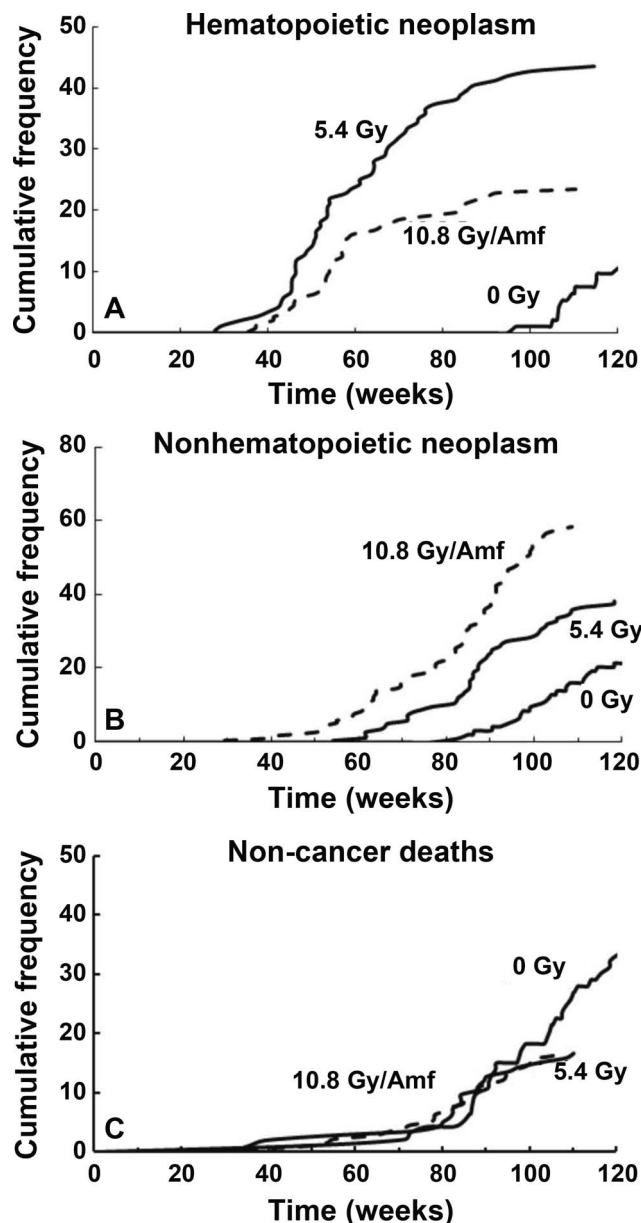 Hematopoietic neoplasm
50
40
30
20
10
0
Cumulative frequency
5.4 Gy
10.8 Gy/Amf
0 Gy
A
0 20 40 60 80 100 120
Time (weeks)
Nonhematopoietic neoplasm
80
60
40
20
0
Cumulative frequency
10.8 Gy/Amf
5.4 Gy
0 Gy
B
0 20 40 60 80 100 120
Time (weeks)
Non-cancer deaths
50
40
30
20
10
0
Cumulative frequency
0 Gy
10.8 Gy/Amf
5.4 Gy
C
0 20 40 60 80 100 120
Time (weeks)